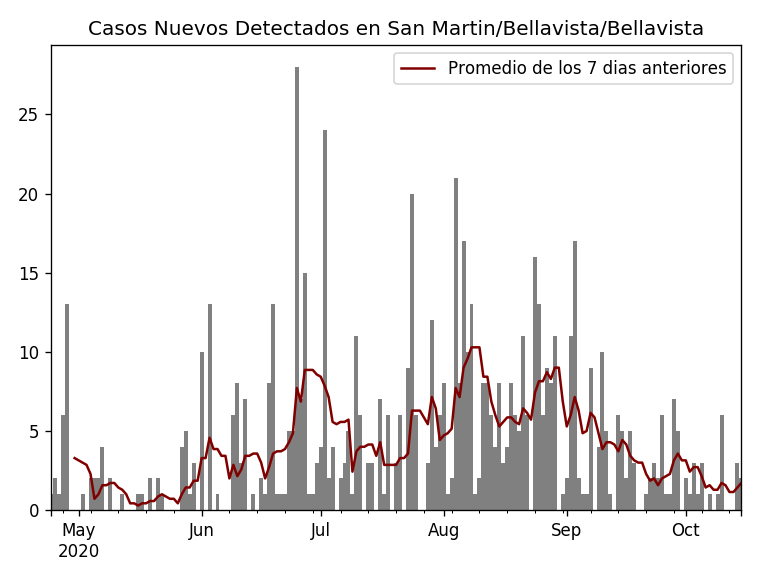 Casos Nuevos Detectados en San Martin/Bellavista/Bellavista
Promedio de los 7 dias anteriores
25
20
15
10
5
0
May Jun Jul Aug Sep Oct
2020